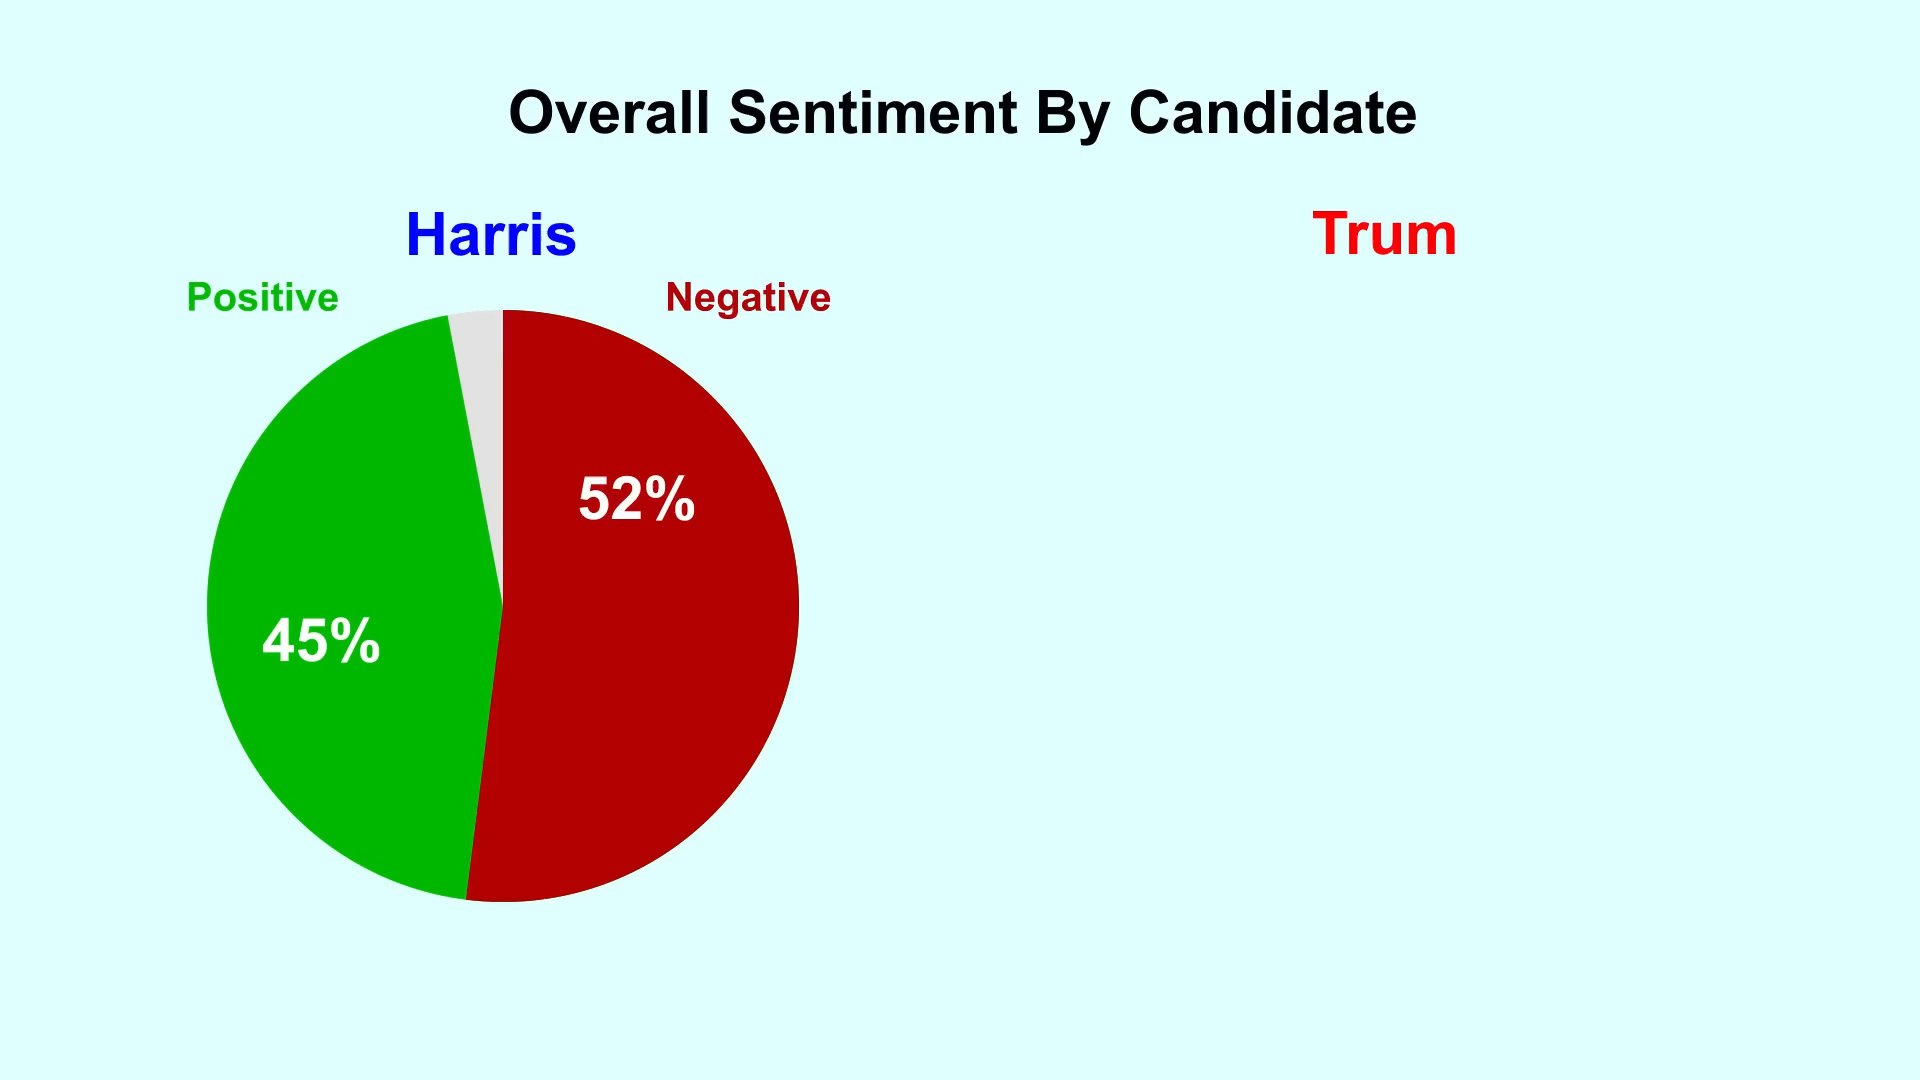 Overall Sentiment By Candidate
Harris
Trum
Positive
Negative
52%
45%